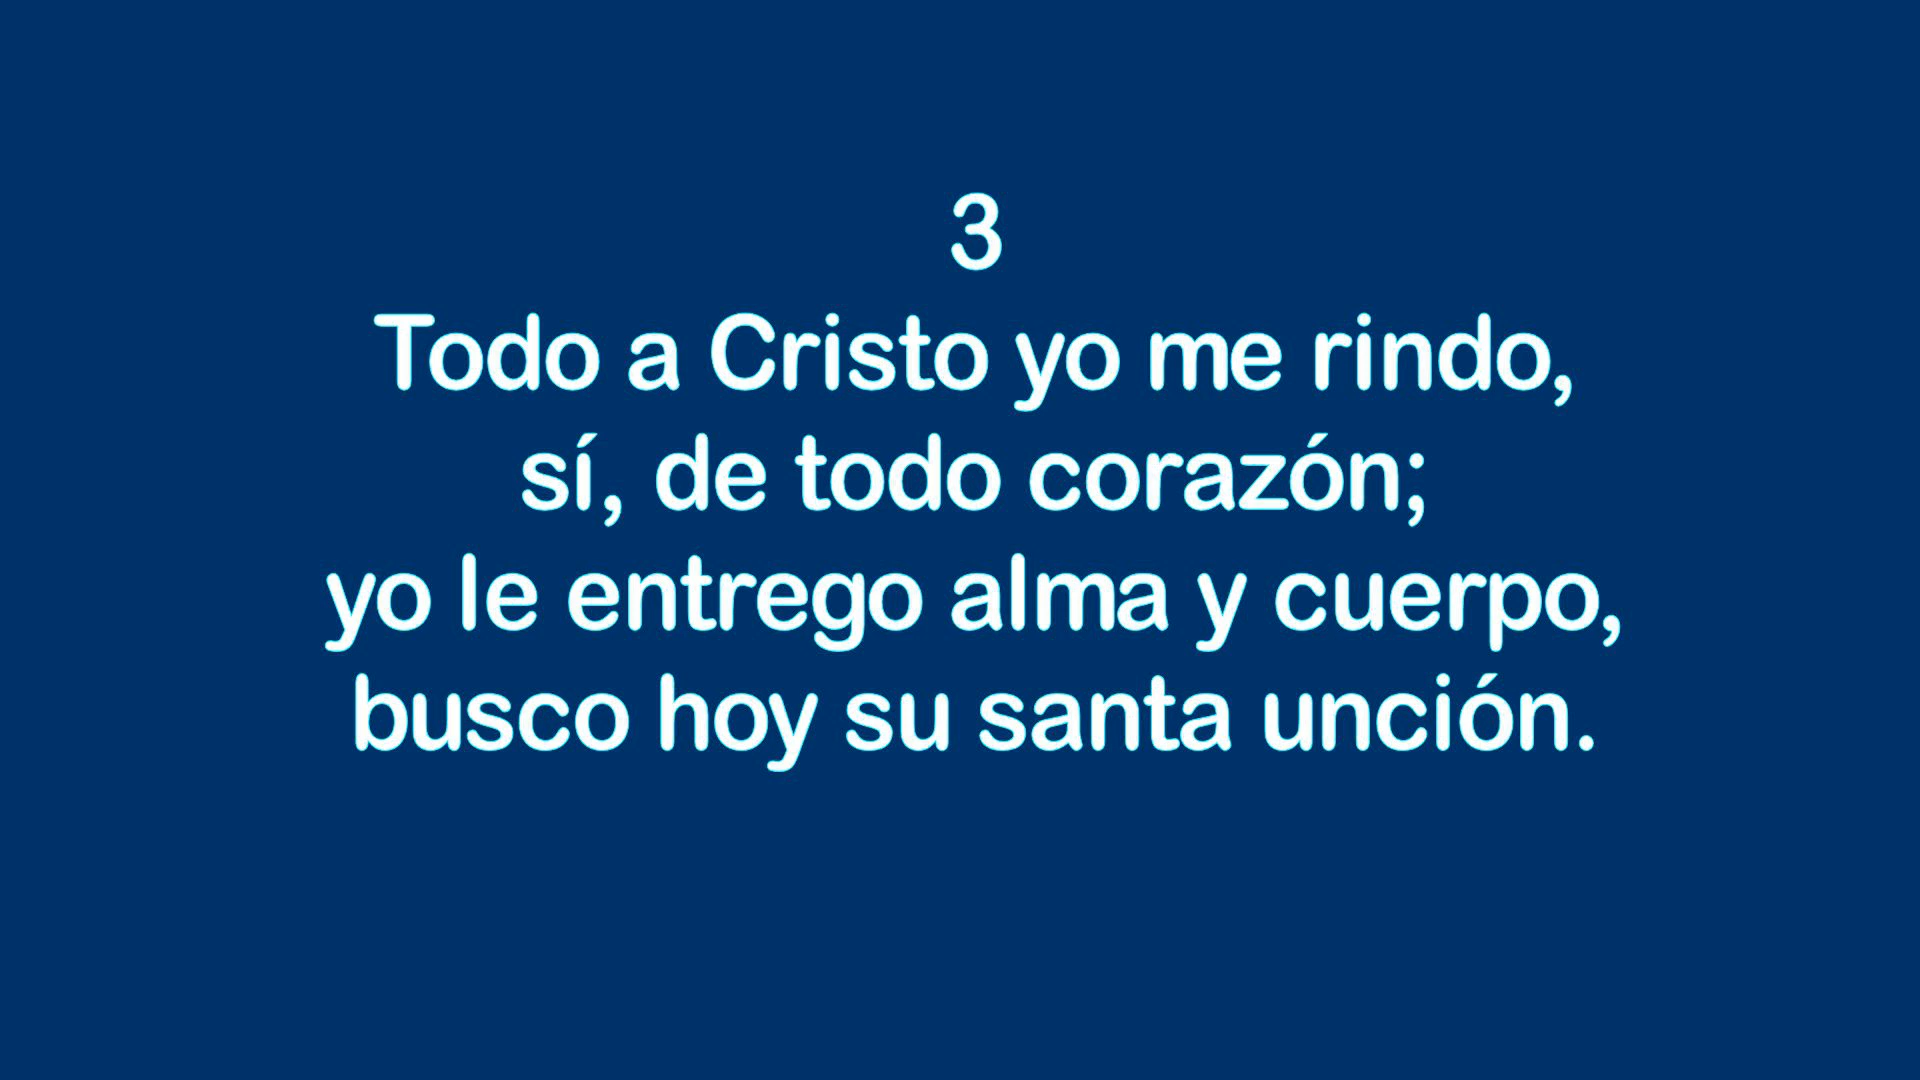 3
Todo a Cristo yo me rindo,
sí, de todo corazón;
yo le entrego alma y cuerpo,
busco hoy su santa unción.